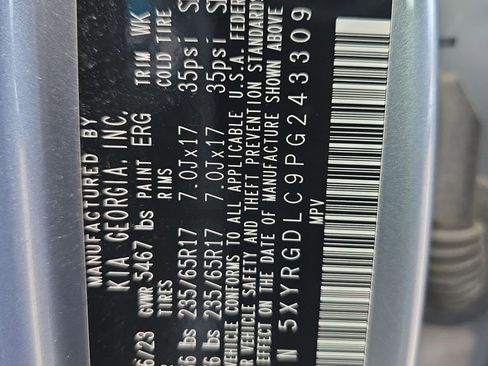 MANUFACTURED BY
KIA GEORGIA, INC.
6/23 GVWR 5467 lbs PAINT ERG TRIM WK
TIRES RIMS COLD TIRE
6 lbs 235/65R17 7.0Jx17 35psi
6 lbs 235/65R17 7.0Jx17 35psi
VEHICLE CONFORMS TO ALL APPLICABLE U.S.A. FEDER
R VEHICLE SAFETY AND THEFT PREVENTION STANDARDS
ON THE DATE OF MANUFACTURE SHOWN ABOVE
N 5XYRGDLC9PG243309
MPV